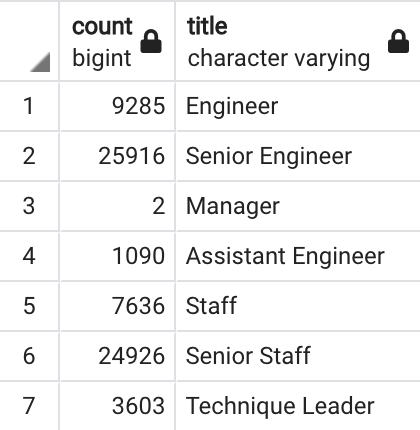 count title
bigint character varying
1 9285 Engineer
2 25916 Senior Engineer
3 2 Manager
4 1090 Assistant Engineer
5 7636 Staff
6 24926 Senior Staff
7 3603 Technique Leader